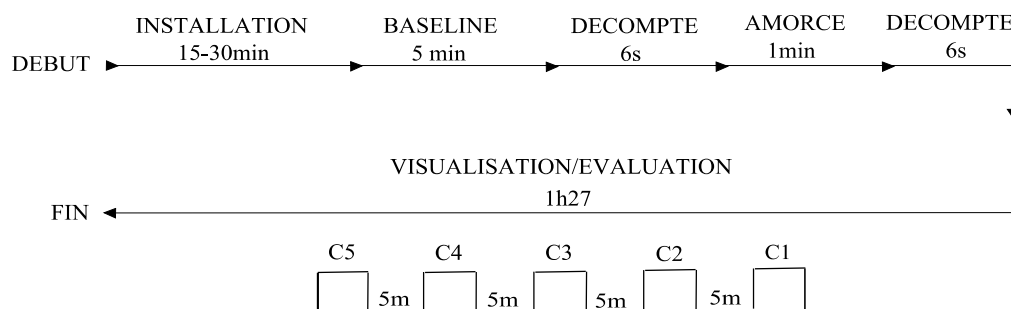 INSTALLATION BASELINE DECOMPTE AMORCE DECOMPTE
15-30min 5 min 6s 1min 6s
DEBUT
VISUALISATION/EVALUATION
1h27
FIN
C5 C4 C3 C2 C1
5m 5m 5m 5m